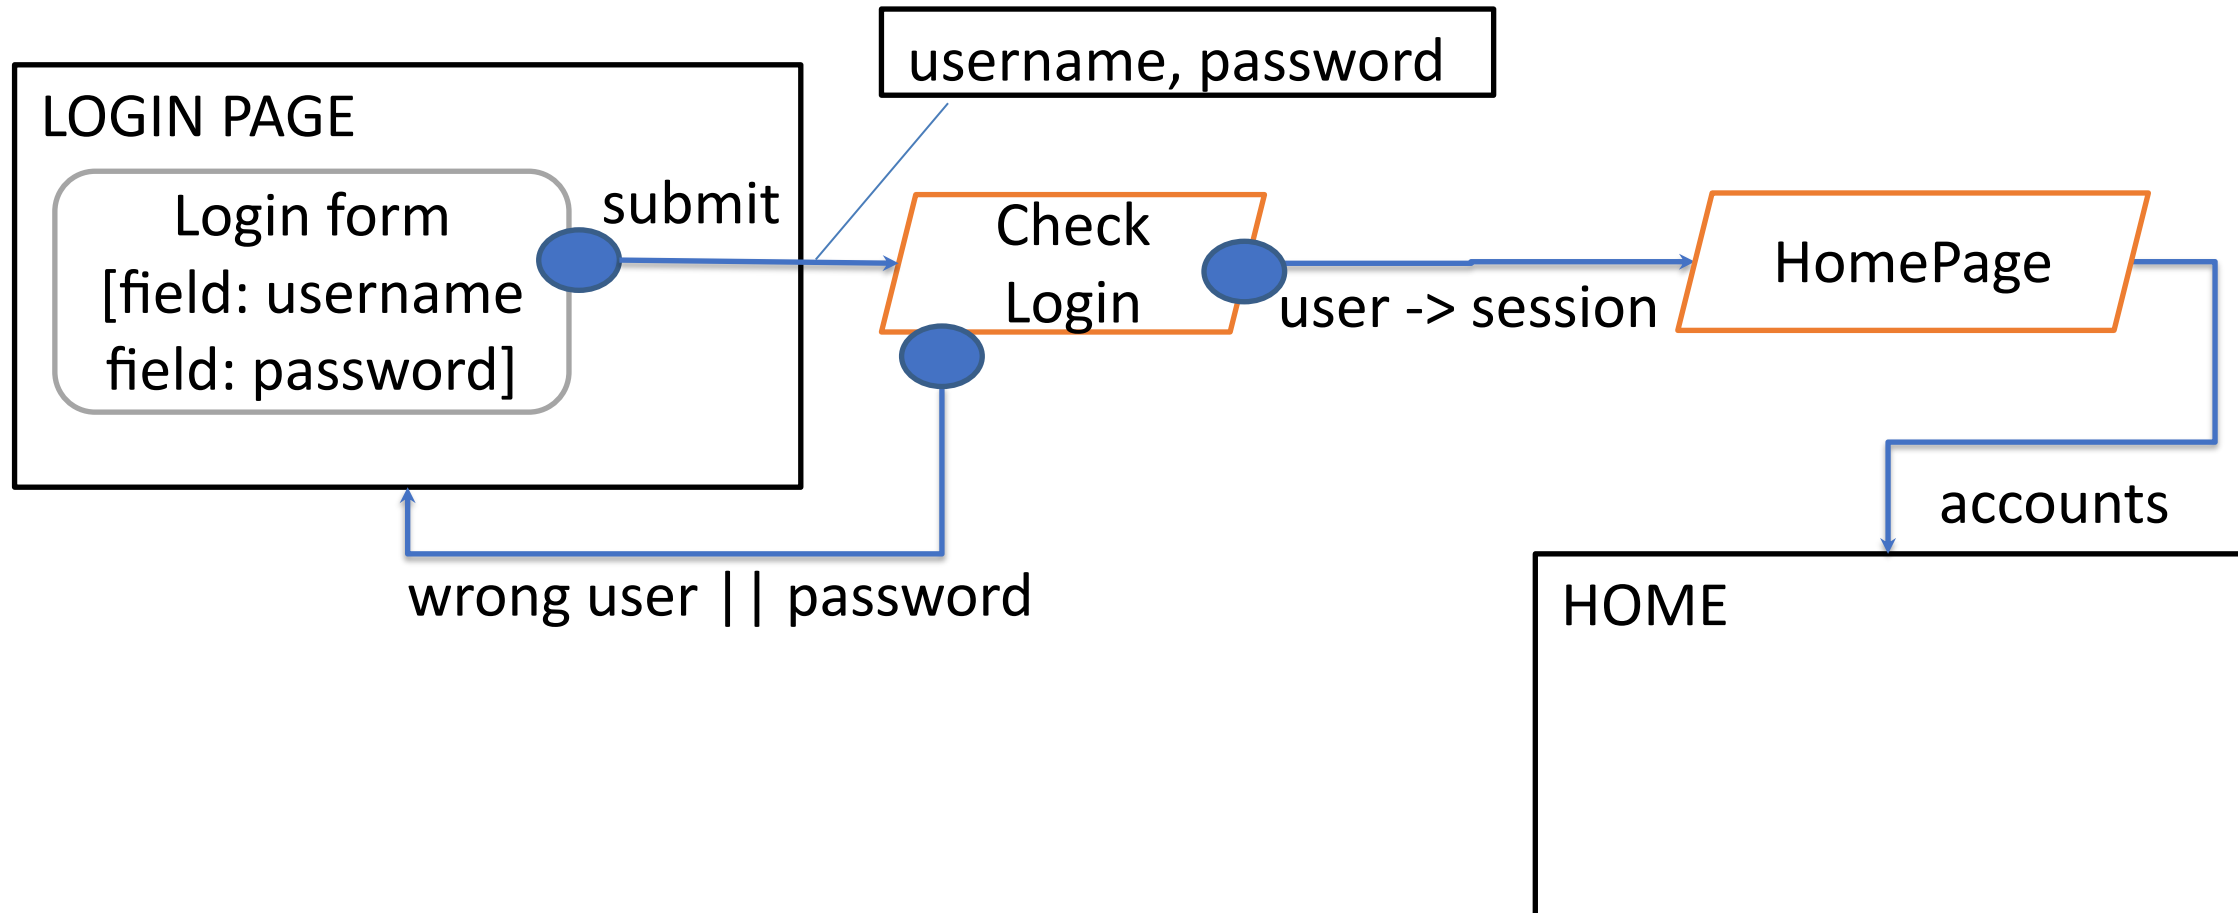 username, password
LOGIN PAGE
Login form
[field: username
field: password]
submit
Check
Login
user -> session
HomePage
accounts
wrong user || password
HOME